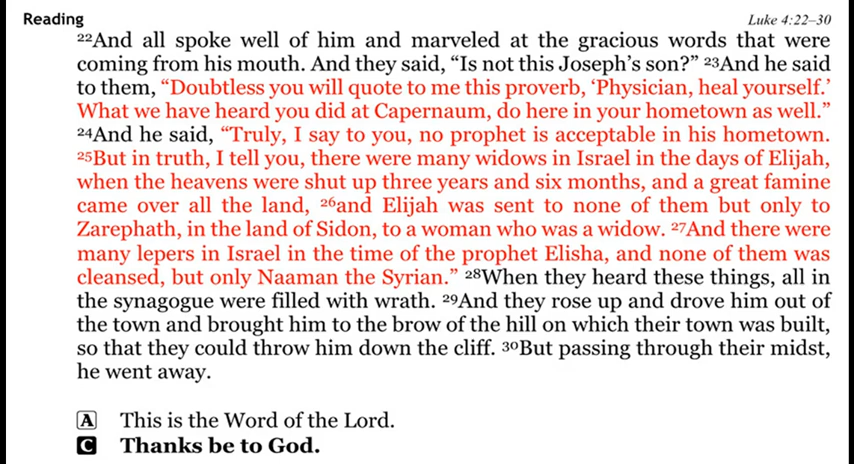 Reading Luke 4:22–30
²²And all spoke well of him and marveled at the gracious words that were
coming from his mouth. And they said, “Is not this Joseph’s son?” ²³And he said
to them, “Doubtless you will quote to me this proverb, ‘Physician, heal yourself.’
What we have heard you did at Capernaum, do here in your hometown as well.”
²⁴And he said, “Truly, I say to you, no prophet is acceptable in his hometown.
²⁵But in truth, I tell you, there were many widows in Israel in the days of Elijah,
when the heavens were shut up three years and six months, and a great famine
came over all the land, ²⁶and Elijah was sent to none of them but only to
Zarephath, in the land of Sidon, to a woman who was a widow. ²⁷And there were
many lepers in Israel in the time of the prophet Elisha, and none of them was
cleansed, but only Naaman the Syrian.” ²⁸When they heard these things, all in
the synagogue were filled with wrath. ²⁹And they rose up and drove him out of
the town and brought him to the brow of the hill on which their town was built,
so that they could throw him down the cliff. ³⁰But passing through their midst,
he went away.
A This is the Word of the Lord.
C Thanks be to God.